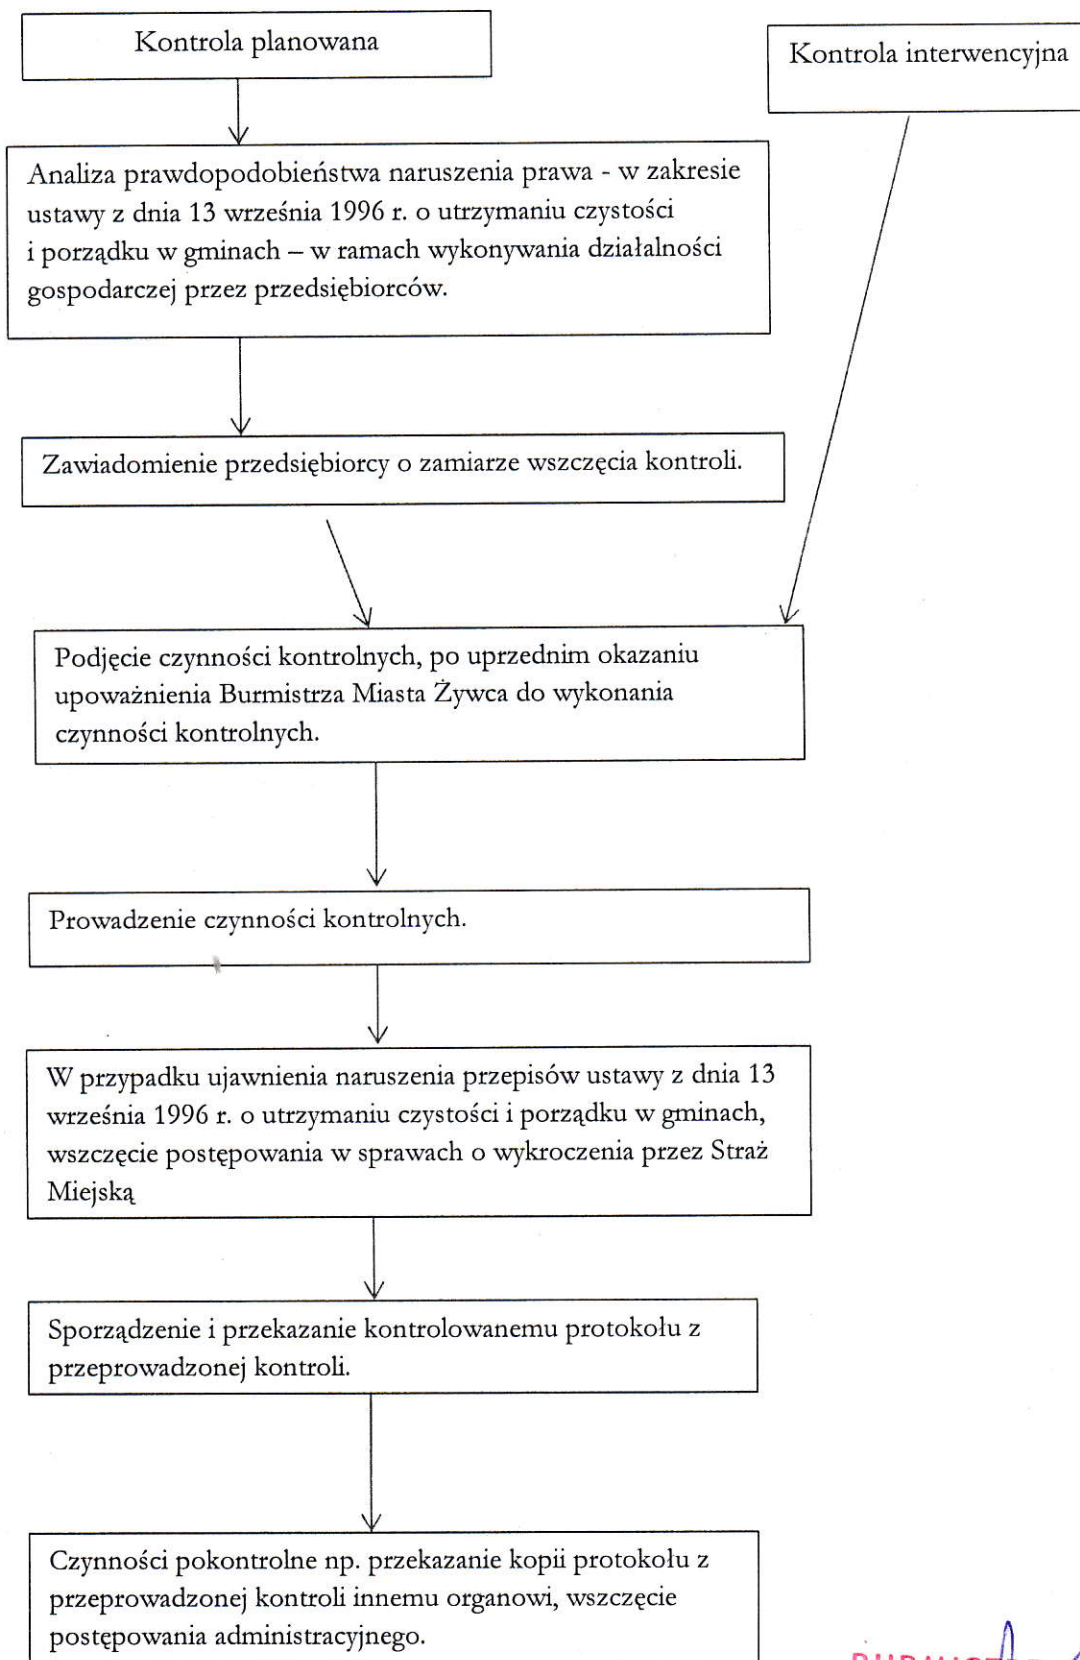 Kontrola planowana
Kontrola interwencyjna
Analiza prawdopodobieństwa naruszenia prawa - w zakresie
ustawy z dnia 13 września 1996 r. o utrzymaniu czystości
i porządku w gminach – w ramach wykonywania działalności
gospodarczej przez przedsiębiorców.
Zawiadomienie przedsiębiorcy o zamiarze wszczęcia kontroli.
Podjęcie czynności kontrolnych, po uprzednim okazaniu
upoważnienia Burmistrza Miasta Żywca do wykonania
czynności kontrolnych.
Prowadzenie czynności kontrolnych.
W przypadku ujawnienia naruszenia przepisów ustawy z dnia 13
września 1996 r. o utrzymaniu czystości i porządku w gminach,
wszczęcie postępowania w sprawach o wykroczenia przez Straż
Miejską
Sporządzenie i przekazanie kontrolowanemu protokołu z
przeprowadzonej kontroli.
Czynności pokontrolne np. przekazanie kopii protokołu z
przeprowadzonej kontroli innemu organowi, wszczęcie
postępowania administracyjnego.